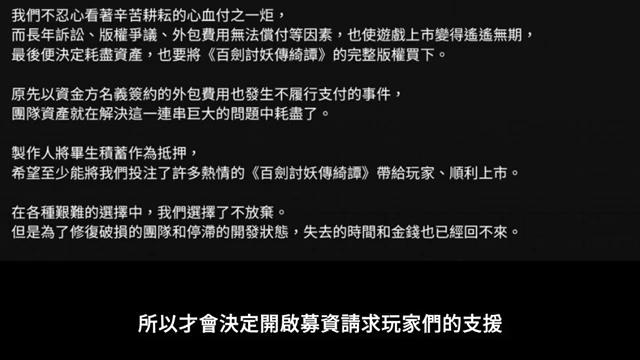 我們不忍心看著辛苦耕耘的心血付之一炬，
而長年訴訟、版權爭議、外包費用無法償付等因素，也使遊戲上市變得遙遙無期，
最後便決定耗盡資產，也要將《百劍討妖傳綺譚》的完整版權買下。
原先以資金方名義簽約的外包費用也發生不履行支付的事件，
團隊資產就在解決這一連串巨大的問題中耗盡了。
製作人將畢生積蓄作為抵押，
希望至少能將我們投注了許多熱情的《百劍討妖傳綺譚》帶給玩家、順利上市。
在各種艱難的選擇中，我們選擇了不放棄。
但是為了修復破損的團隊和停滯的開發狀態，失去的時間和金錢也已經回不來。
所以才會決定開啟募資請求玩家們的支援